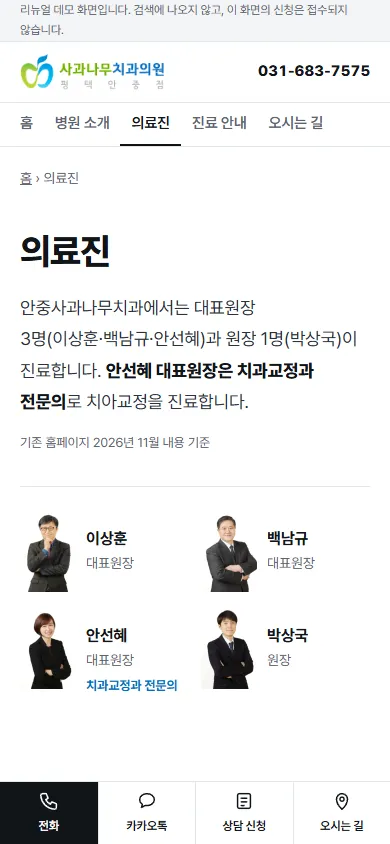 리뉴얼 데모 화면입니다. 검색에 나오지 않고, 이 화면의 신청은 접수되지
않습니다.
사과나무치과의원
평택안중점
031-683-7575
홈 병원 소개 의료진 진료 안내 오시는 길
홈 › 의료진
의료진
안중사과나무치과에서는 대표원장
3명(이상훈·백남규·안선혜)과 원장 1명(박상국)이
진료합니다. 안선혜 대표원장은 치과교정과
전문의로 치아교정을 진료합니다.
기존 홈페이지 2026년 11월 내용 기준
이상훈
대표원장
백남규
대표원장
안선혜
대표원장
치과교정과 전문의
박상국
원장
전화 카카오톡 상담 신청 오시는 길